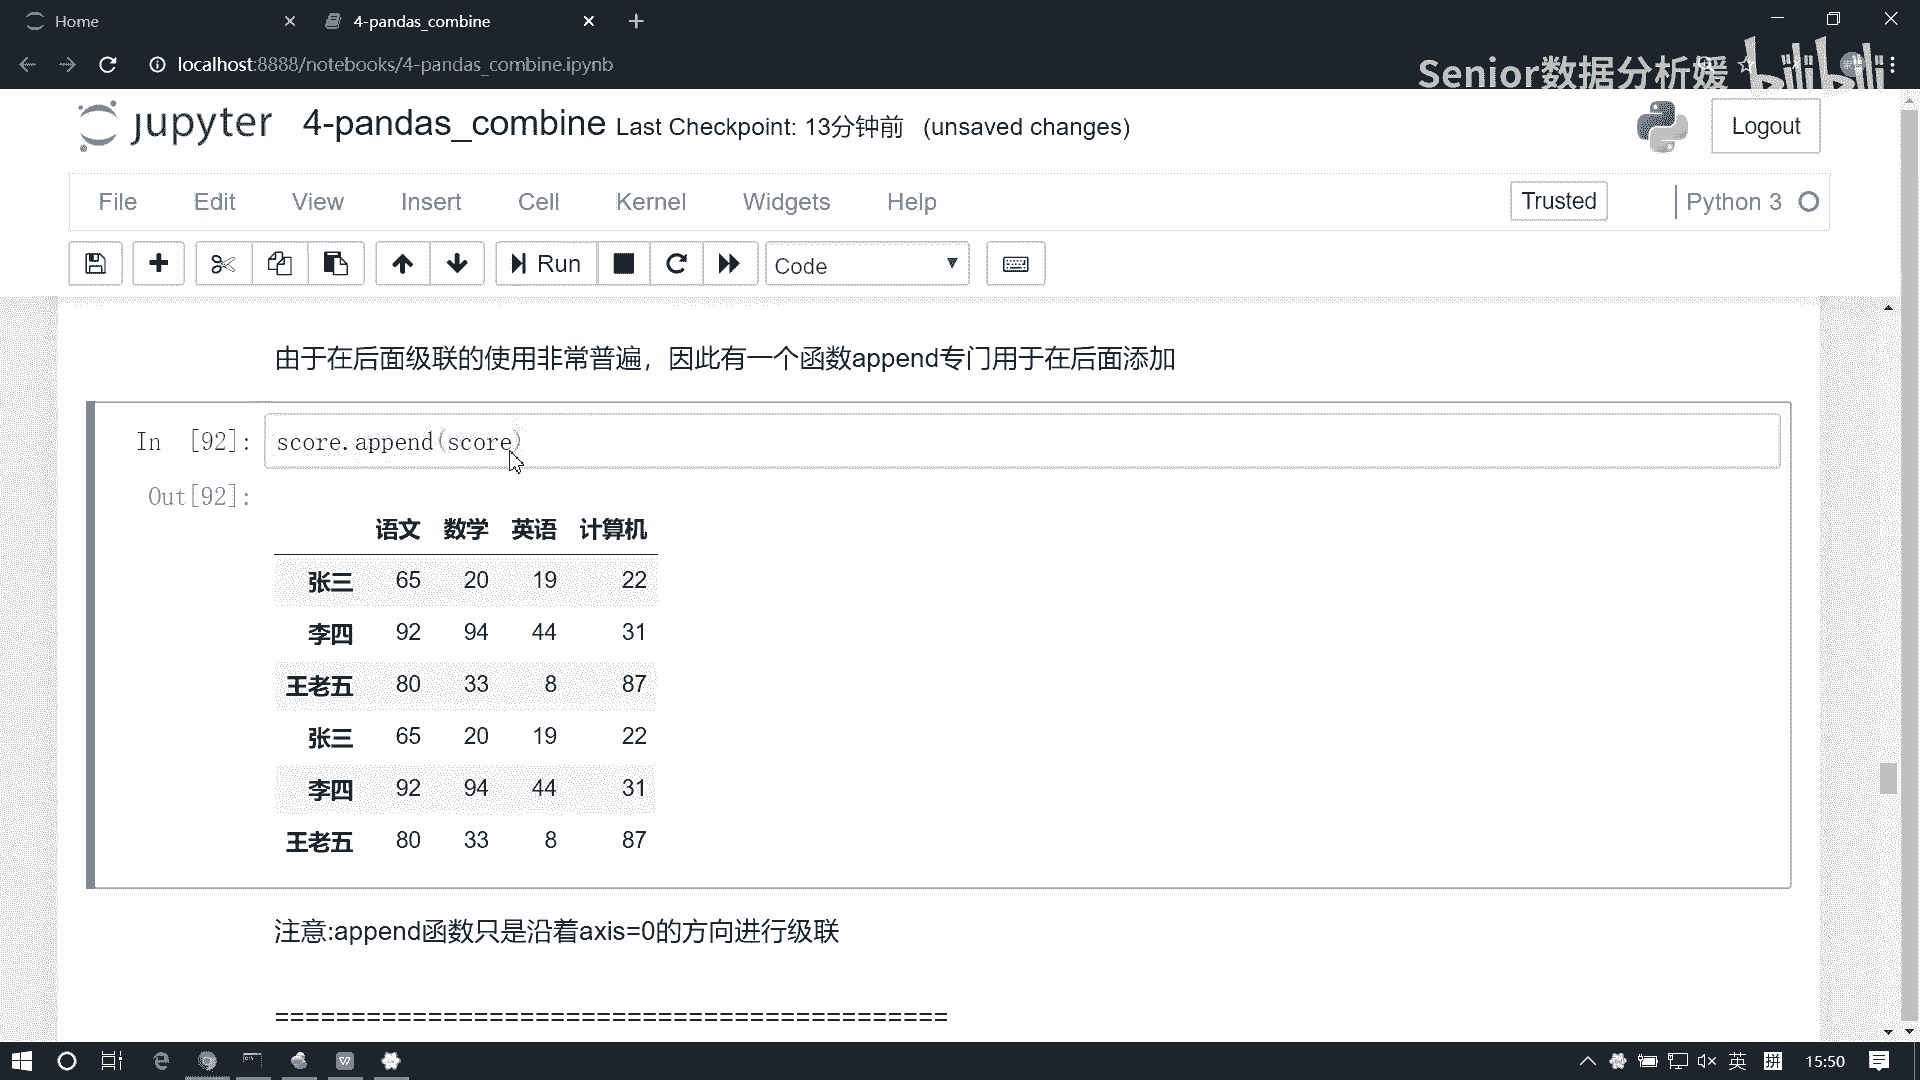 Home
4-pandas_combine
localhost:8888/notebooks/4-pandas_combine.ipynb
Senior数据分析媛 bilibili
jupyter 4-pandas_combine Last Checkpoint: 13分钟前 (unsaved changes)
Logout
File Edit View Insert Cell Kernel Widgets Help
Trusted
Python 3
Run
Code
由于在后面级联的使用非常普遍，因此有一个函数append专门用于在后面添加
In [92]: score.append(score)
Out[92]:
语文 数学 英语 计算机
张三 65 20 19 22
李四 92 94 44 31
王老五 80 33 8 87
张三 65 20 19 22
李四 92 94 44 31
王老五 80 33 8 87
注意:append函数只是沿着axis=0的方向进行级联
============================================
英 拼 15:50